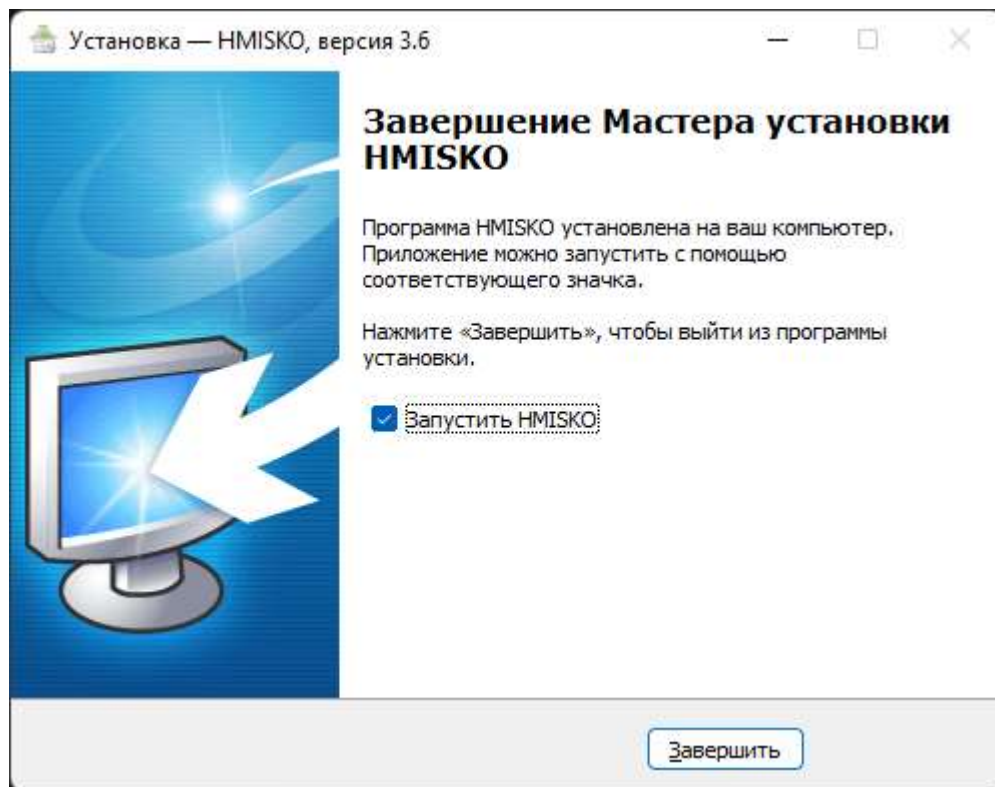 Установка — HMISKO, версия 3.6
Завершение Мастера установки
HMISKO
Программа HMISKO установлена на ваш компьютер.
Приложение можно запустить с помощью
соответствующего значка.
Нажмите «Завершить», чтобы выйти из программы
установки.
Запустить HMISKO
Завершить